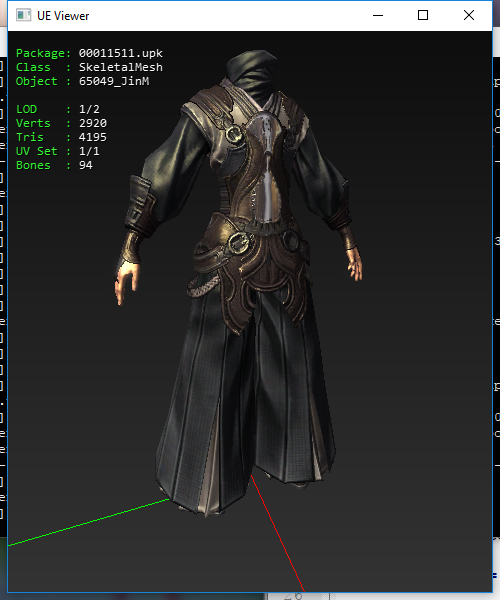 UE Viewer
Package: 00011511.upk
Class : SkeletalMesh
Object : 65049_JinM
LOD : 1/2
Verts : 2920
Tris : 4195
UV Set : 1/1
Bones : 94